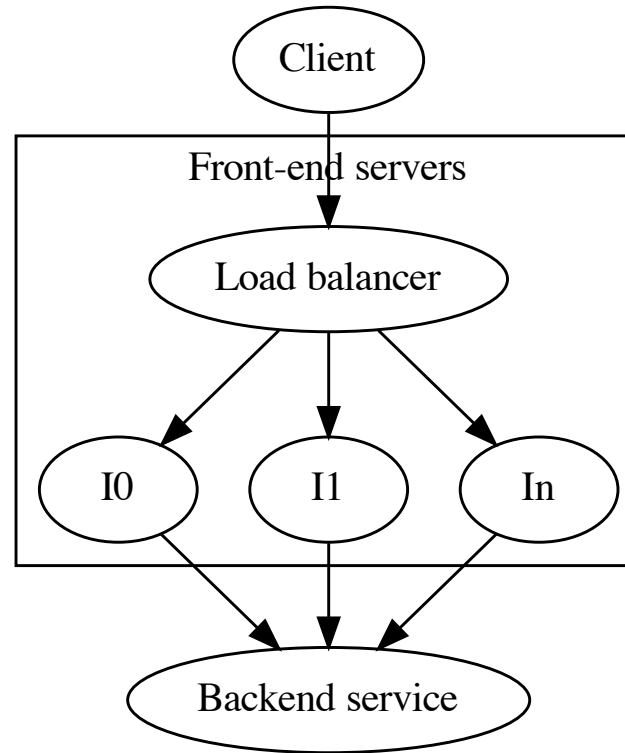 Client
Front-end servers
Load balancer
I0
I1
In
Backend service